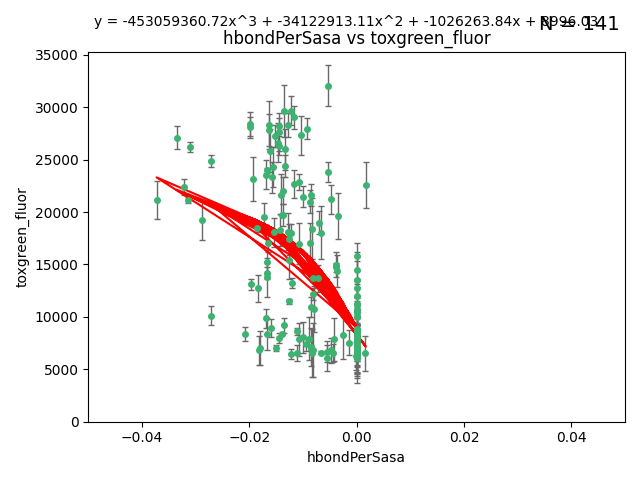 y = -453059360.72x^3 + -34122913.11x^2 + -1026263.84x + 8996.03
N = 141
hbondPerSasa vs toxgreen_fluor
35000
30000
25000
20000
15000
10000
5000
0
toxgreen_fluor
-0.04
-0.02
0.00
0.02
0.04
hbondPerSasa